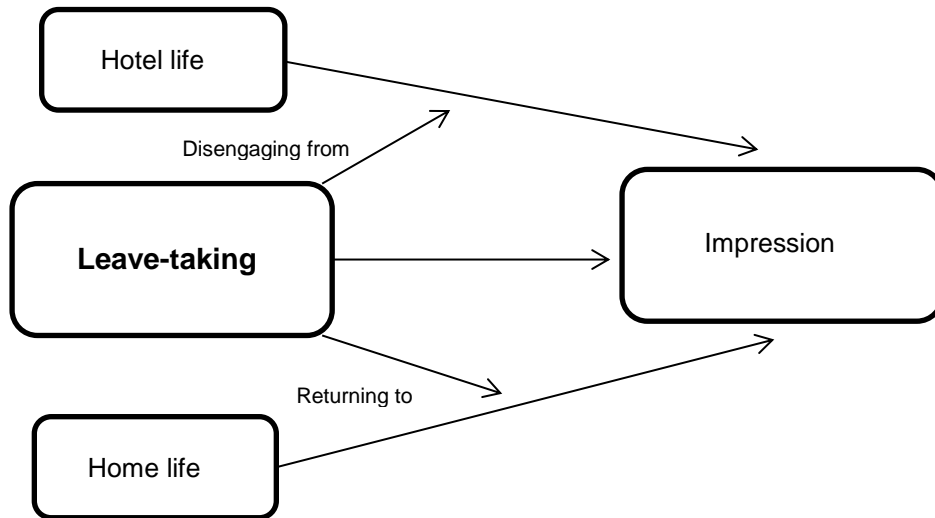 Hotel life
Disengaging from
Leave-taking
Impression
Returning to
Home life